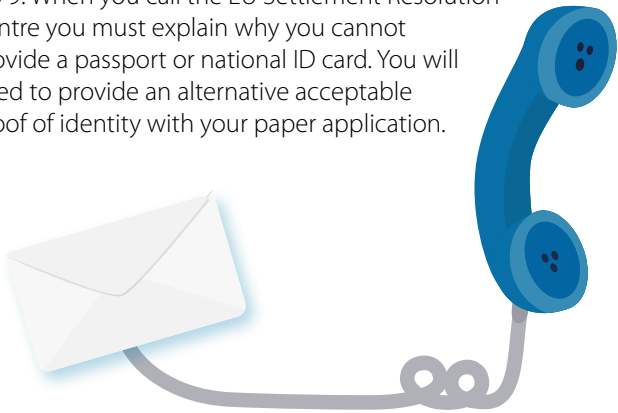 9. When you call the EU Settlement Resolution
ntre you must explain why you cannot
ovide a passport or national ID card. You will
ed to provide an alternative acceptable
oof of identity with your paper application.